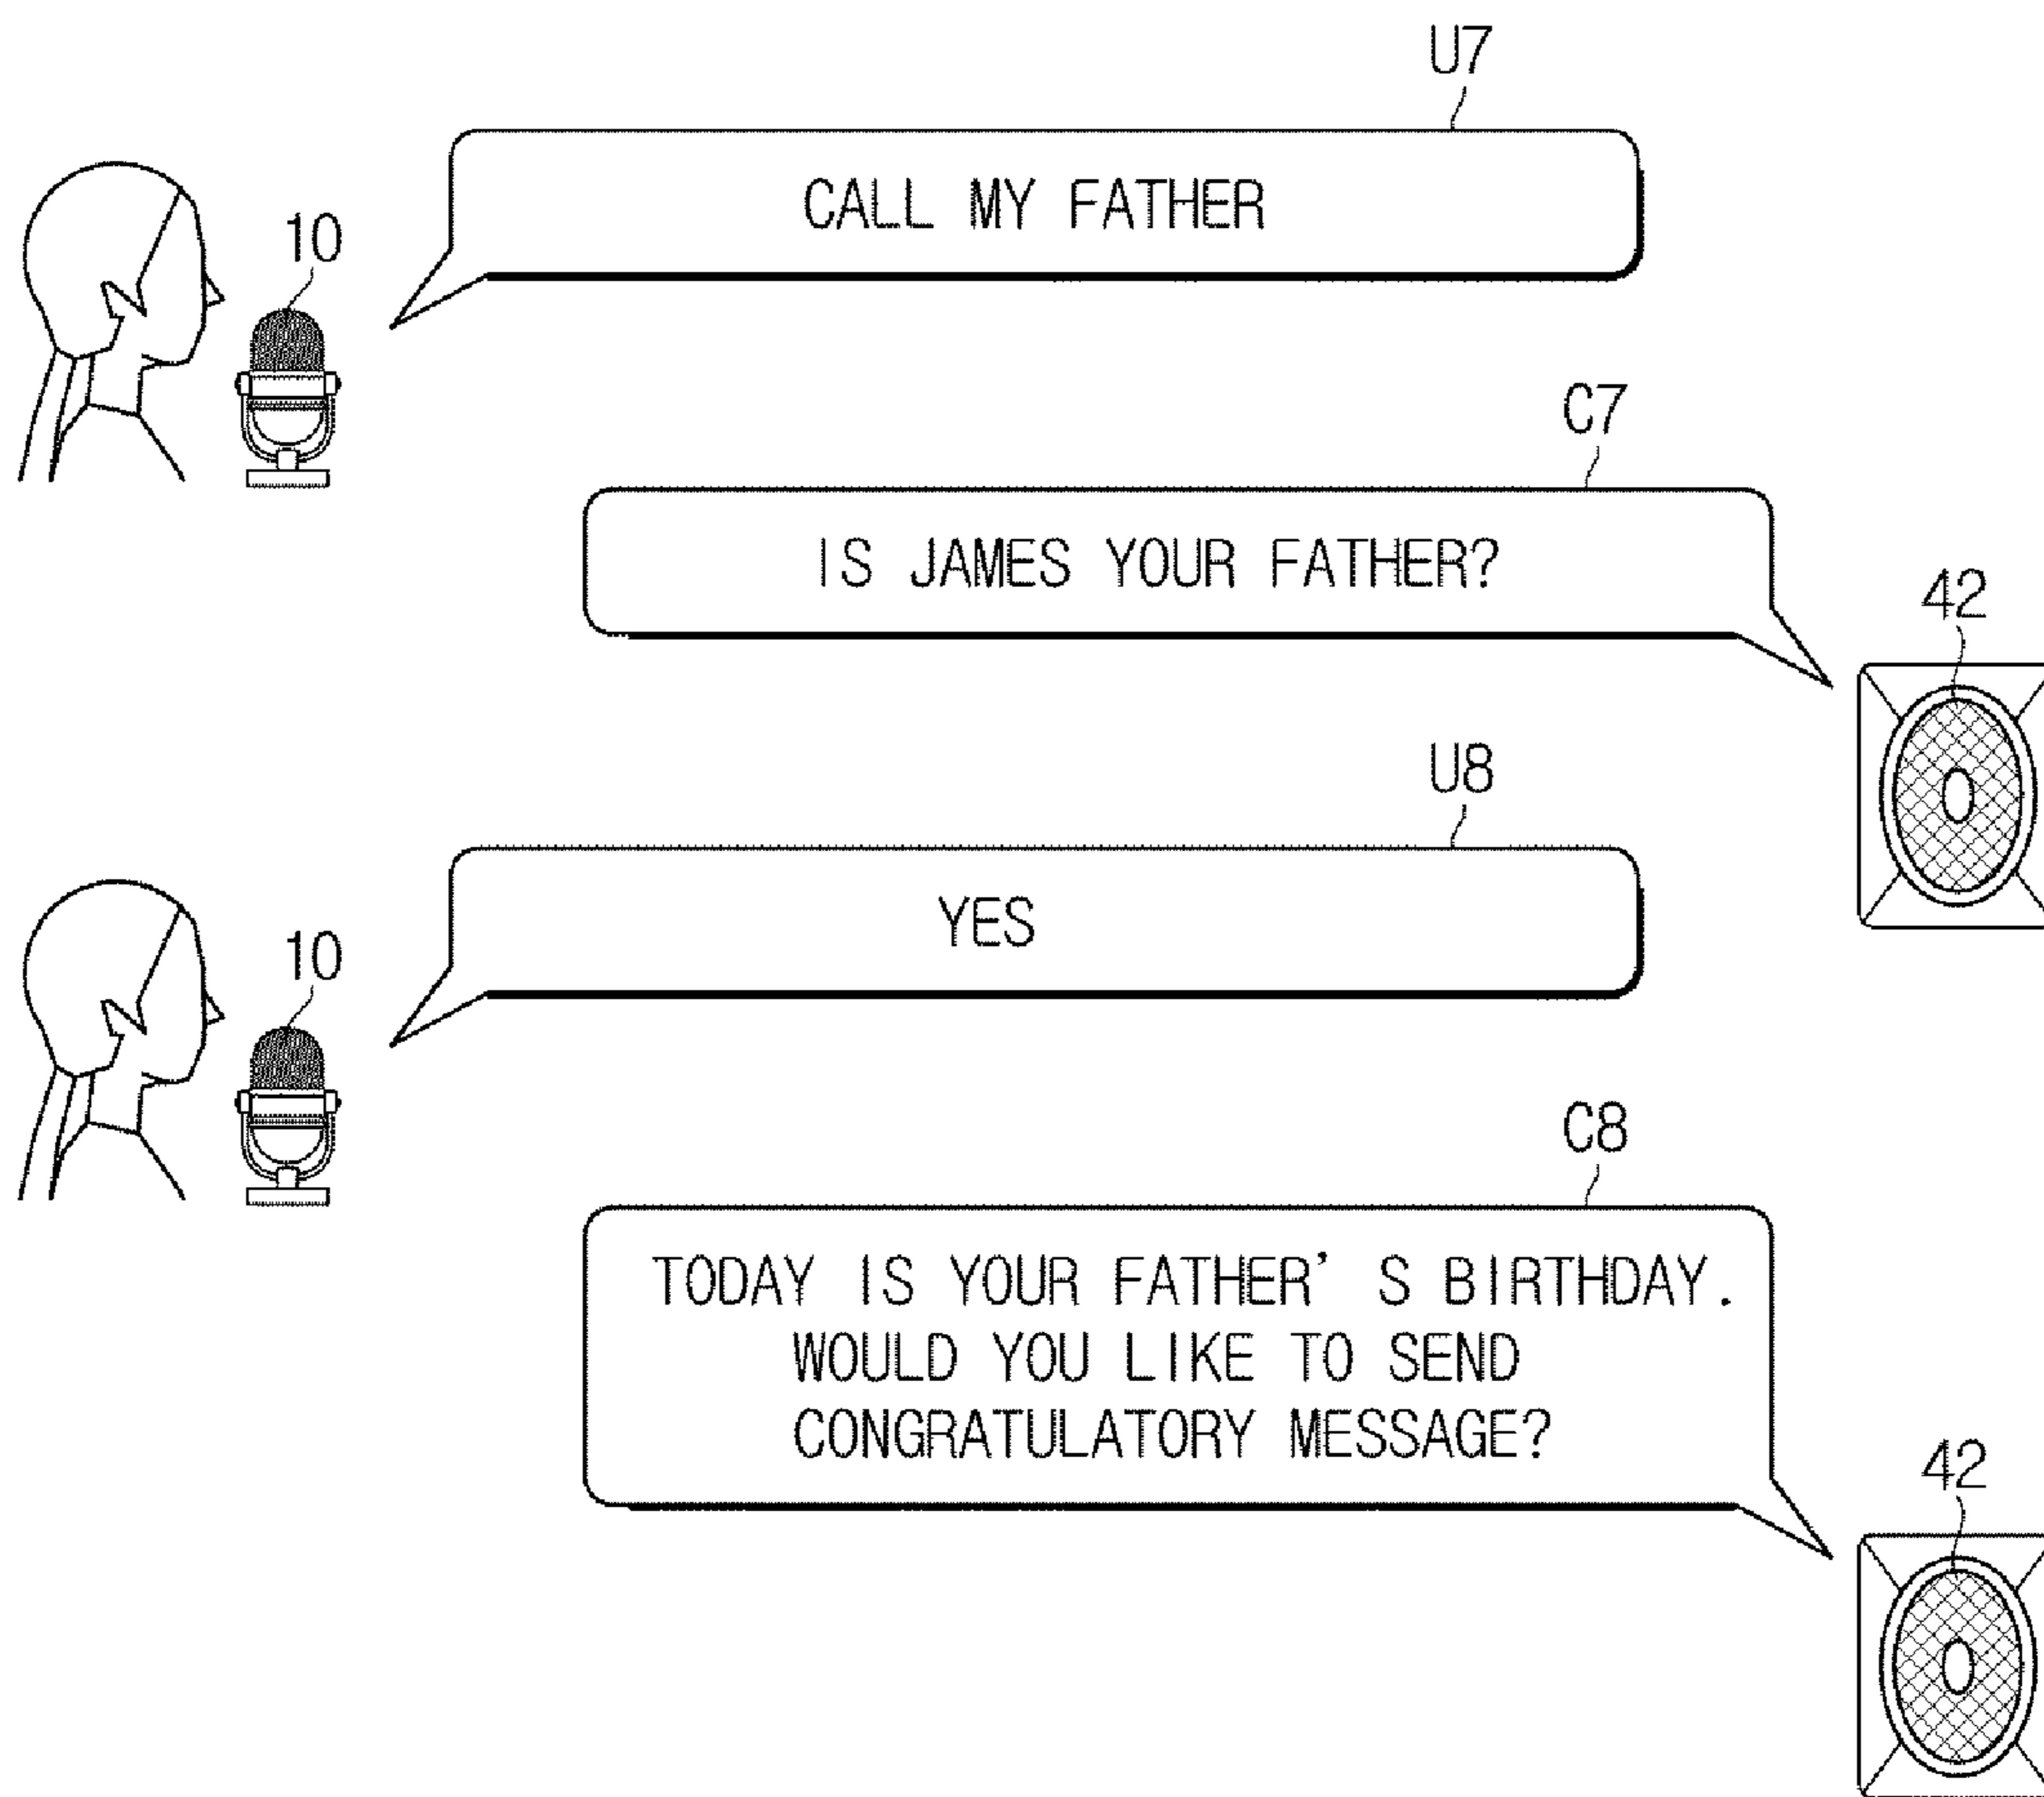 U7
CALL MY FATHER
10
C7
IS JAMES YOUR FATHER?
42
U8
YES
10
C8
TODAY IS YOUR FATHER' S BIRTHDAY.
WOULD YOU LIKE TO SEND
CONGRATULATORY MESSAGE?
42